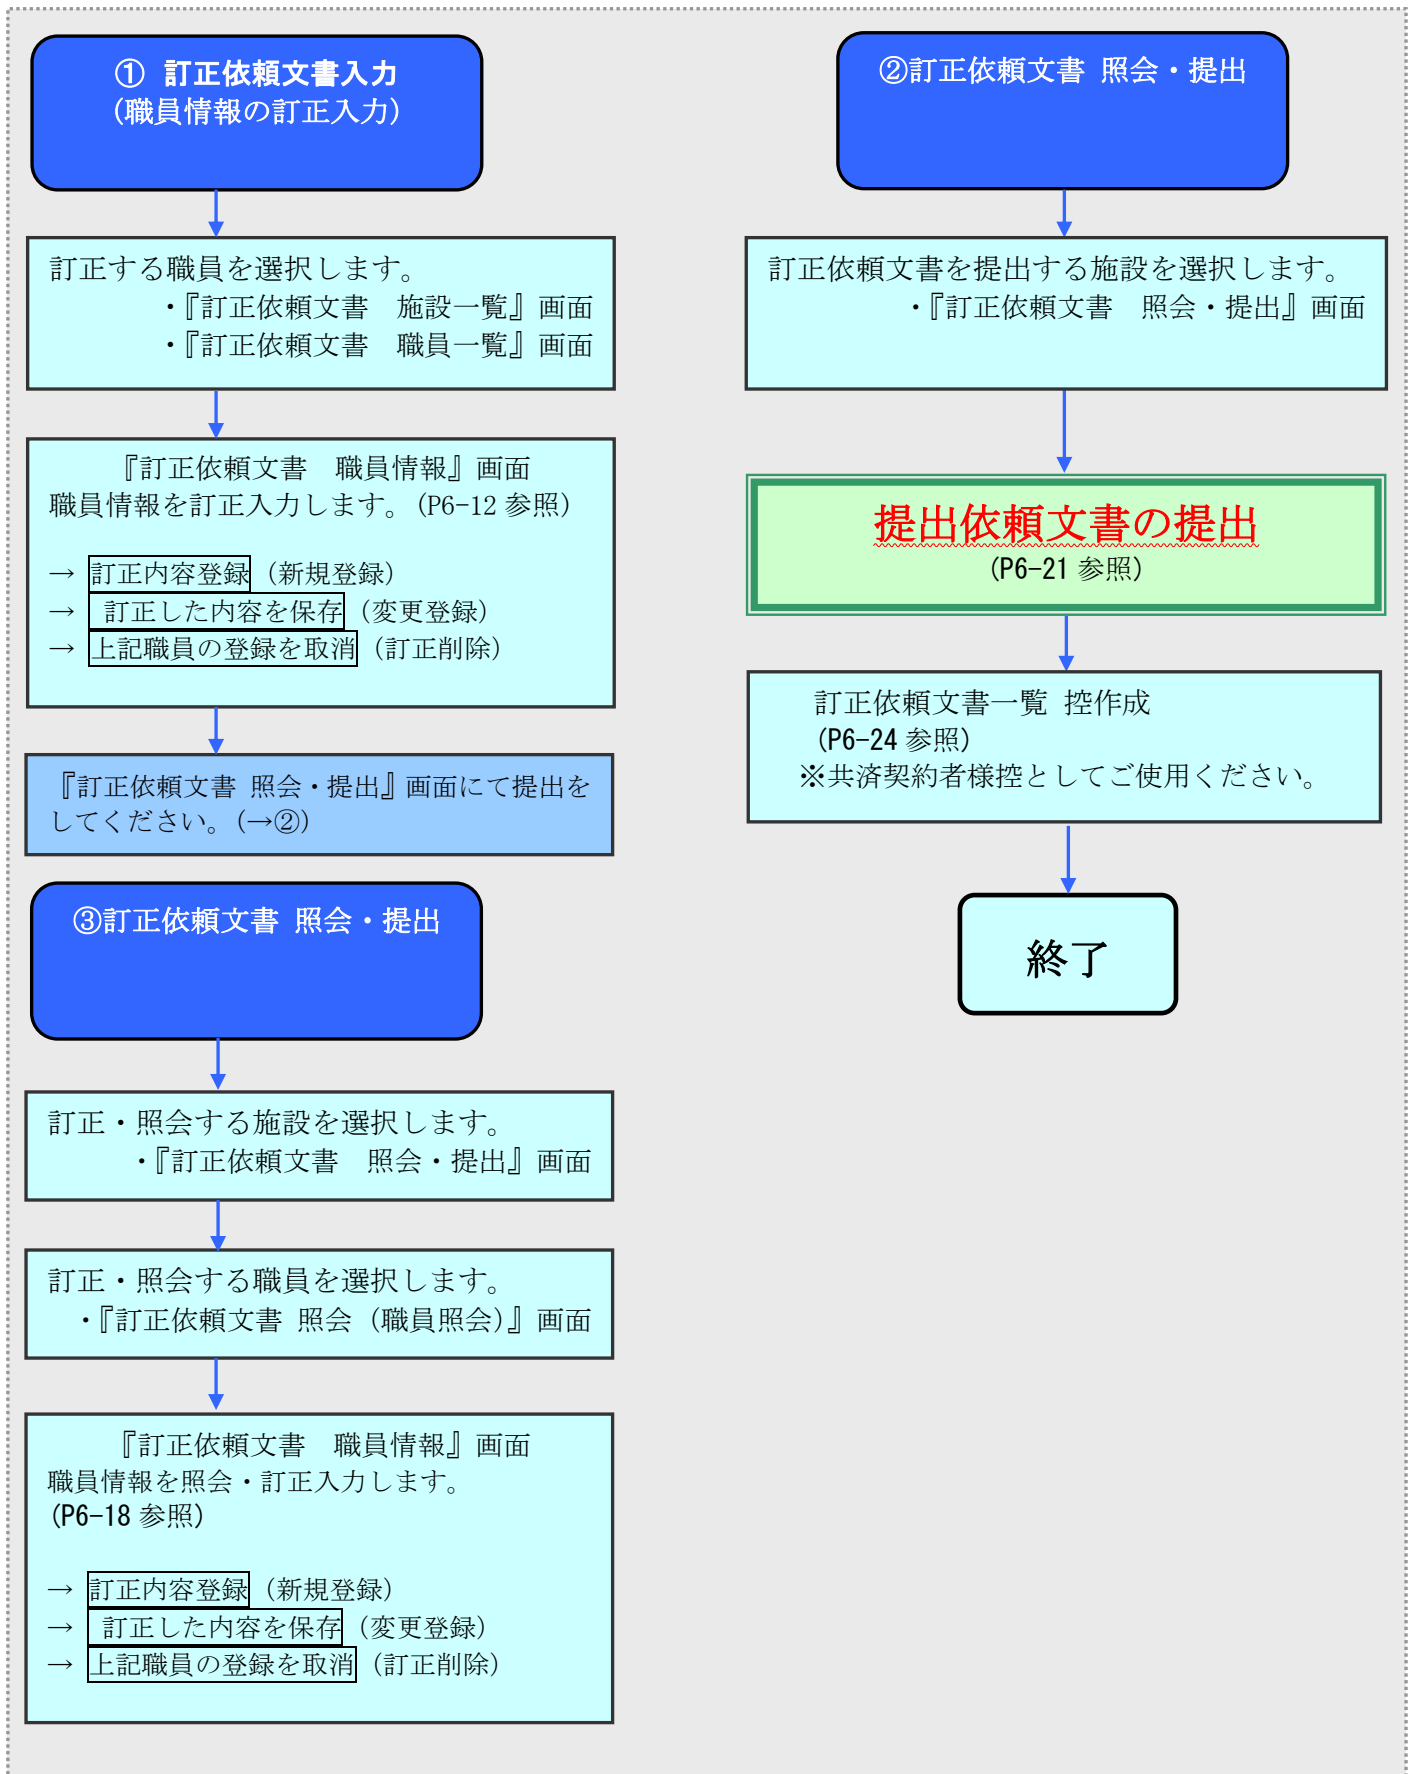 ① 訂正依頼文書入力
(職員情報の訂正入力)
訂正する職員を選択します。
・『訂正依頼文書　施設一覧』画面
・『訂正依頼文書　職員一覧』画面
『訂正依頼文書　職員情報』画面
職員情報を訂正入力します。(P6-12 参照)
→ 訂正内容登録 (新規登録)
→ 訂正した内容を保存 (変更登録)
→ 上記職員の登録を取消 (訂正削除)
『訂正依頼文書 照会・提出』画面にて提出を
してください。(→②)
②訂正依頼文書 照会・提出
訂正依頼文書を提出する施設を選択します。
・『訂正依頼文書　照会・提出』画面
提出依頼文書の提出
(P6-21 参照)
訂正依頼文書一覧 控作成
(P6-24 参照)
※共済契約者様控としてご使用ください。
終了
③訂正依頼文書 照会・提出
訂正・照会する施設を選択します。
・『訂正依頼文書　照会・提出』画面
訂正・照会する職員を選択します。
・『訂正依頼文書 照会 (職員照会)』画面
『訂正依頼文書　職員情報』画面
職員情報を照会・訂正入力します。
(P6-18 参照)
→ 訂正内容登録 (新規登録)
→ 訂正した内容を保存 (変更登録)
→ 上記職員の登録を取消 (訂正削除)